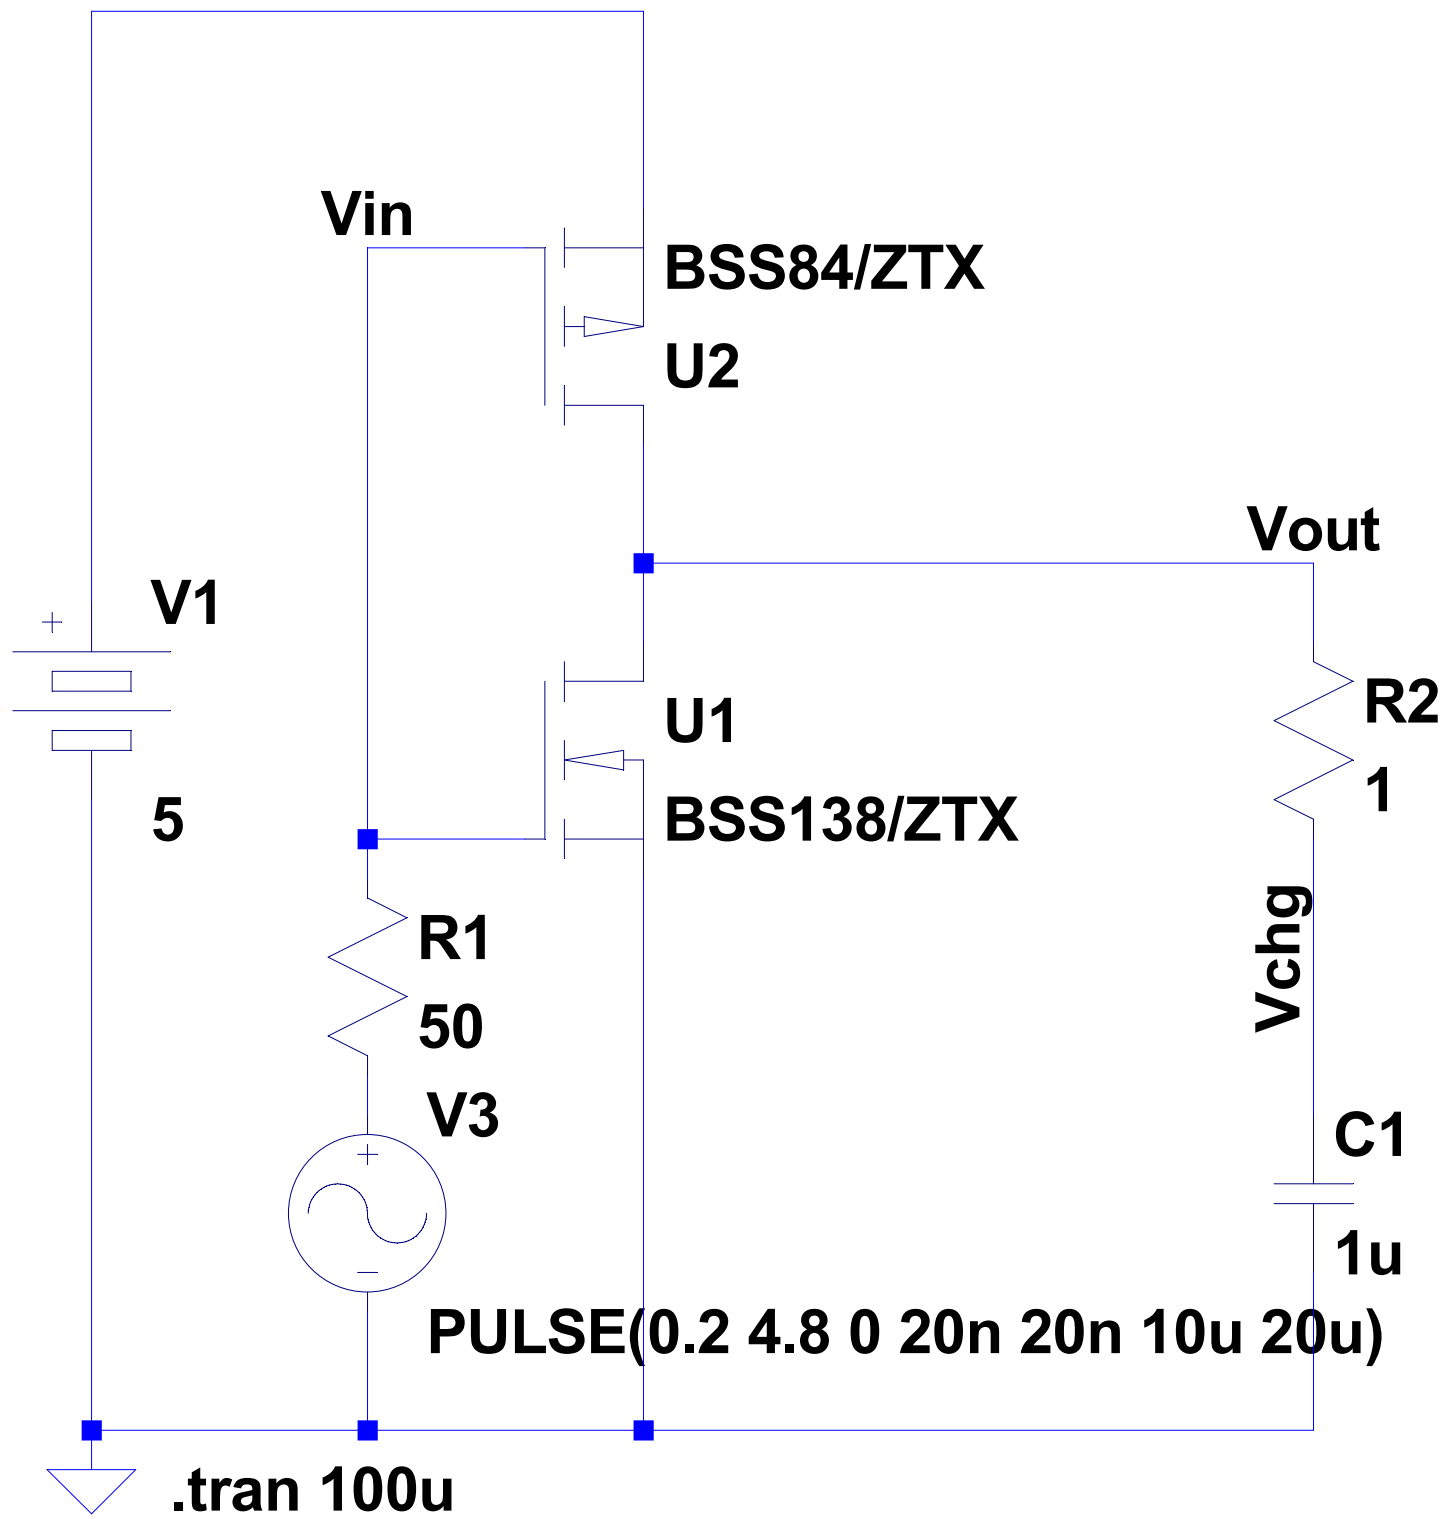 Vin
BSS84/ZTX
U2
Vout
V1
5
U1
BSS138/ZTX
R2
1
Vchg
R1
50
V3
C1
1u
PULSE(0.2 4.8 0 20n 20n 10u 20u)
.tran 100u